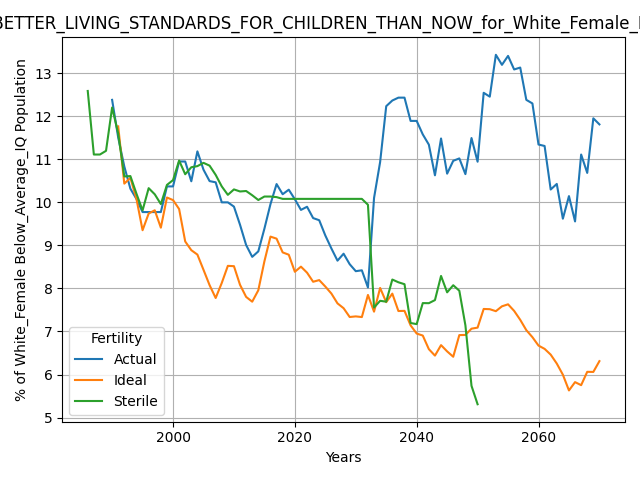 BETTER_LIVING_STANDARDS_FOR_CHILDREN_THAN_NOW_for_White_Female_
% of White_Female Below_Average_IQ Population
13
12
11
10
9
8
7
6
5
Fertility
Actual
Ideal
Sterile
2000
2020
2040
2060
Years